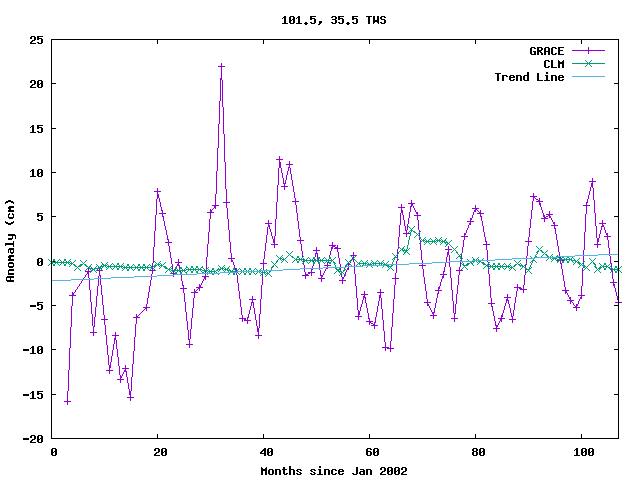 101.5, 35.5 TWS
GRACE
CLM
Trend Line
25
20
15
10
5
0
-5
-10
-15
-20
Anomaly (cm)
0 20 40 60 80 100
Months since Jan 2002